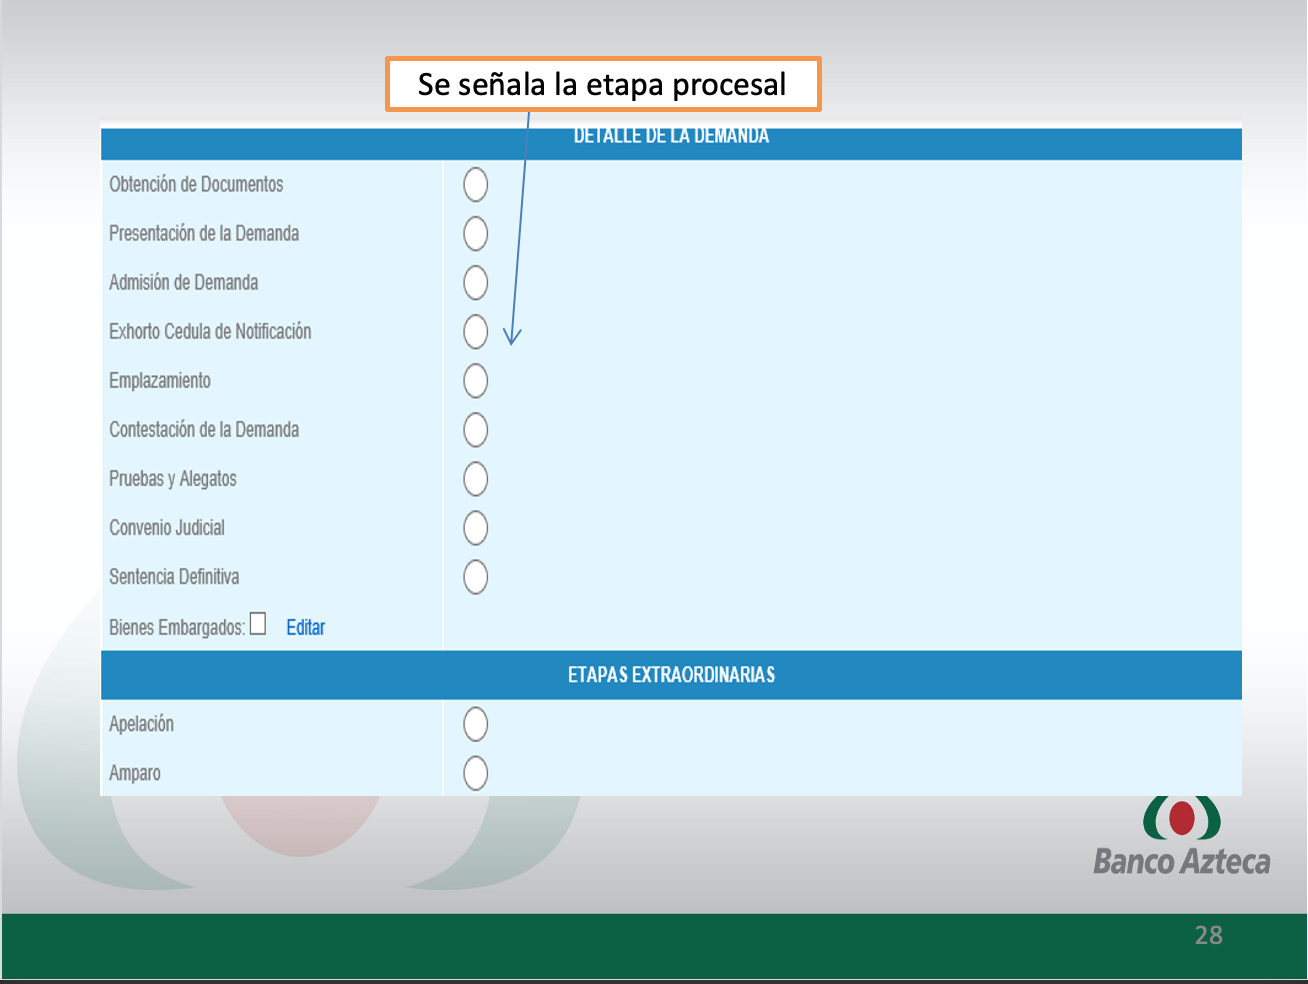 Se señala la etapa procesal
DETALLE DE LA DEMANDA
Obtención de Documentos
Presentación de la Demanda
Admisión de Demanda
Exhorto Cedula de Notificación
Emplazamiento
Contestación de la Demanda
Pruebas y Alegatos
Convenio Judicial
Sentencia Definitiva
Bienes Embargados: Editar
ETAPAS EXTRAORDINARIAS
Apelación
Amparo
Banco Azteca
28